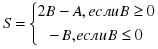 S = { 2B − A, если B ≥ 0
− B, если B ≤ 0